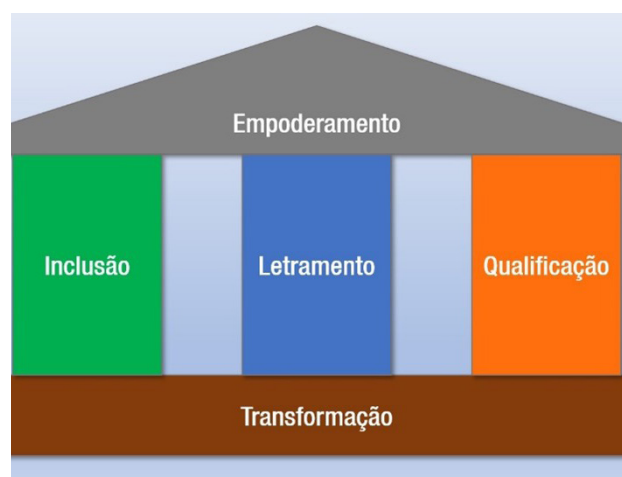 Empoderamento
Inclusão
Letramento
Qualificação
Transformação